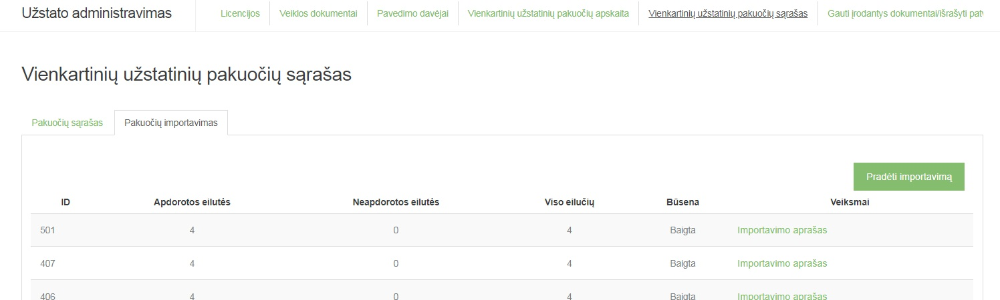 Užstato administravimas Licencijos Veiklos dokumentai Pavedimo davėjai Vienkartinių užstatinių pakuočių apskaita Vienkartinių užstatinių pakuočių sąrašas Gauti įrodantys dokumentai/išrašyti patv
Vienkartinių užstatinių pakuočių sąrašas
Pakuočių sąrašas Pakuočių importavimas
Pradėti importavimą
ID Apdorotos eilutės Neapdorotos eilutės Viso eilučių Būsena Veiksmai
501 4 0 4 Baigta Importavimo aprašas
407 4 0 4 Baigta Importavimo aprašas
406 4 0 4 Baigta Importavimo aprašas